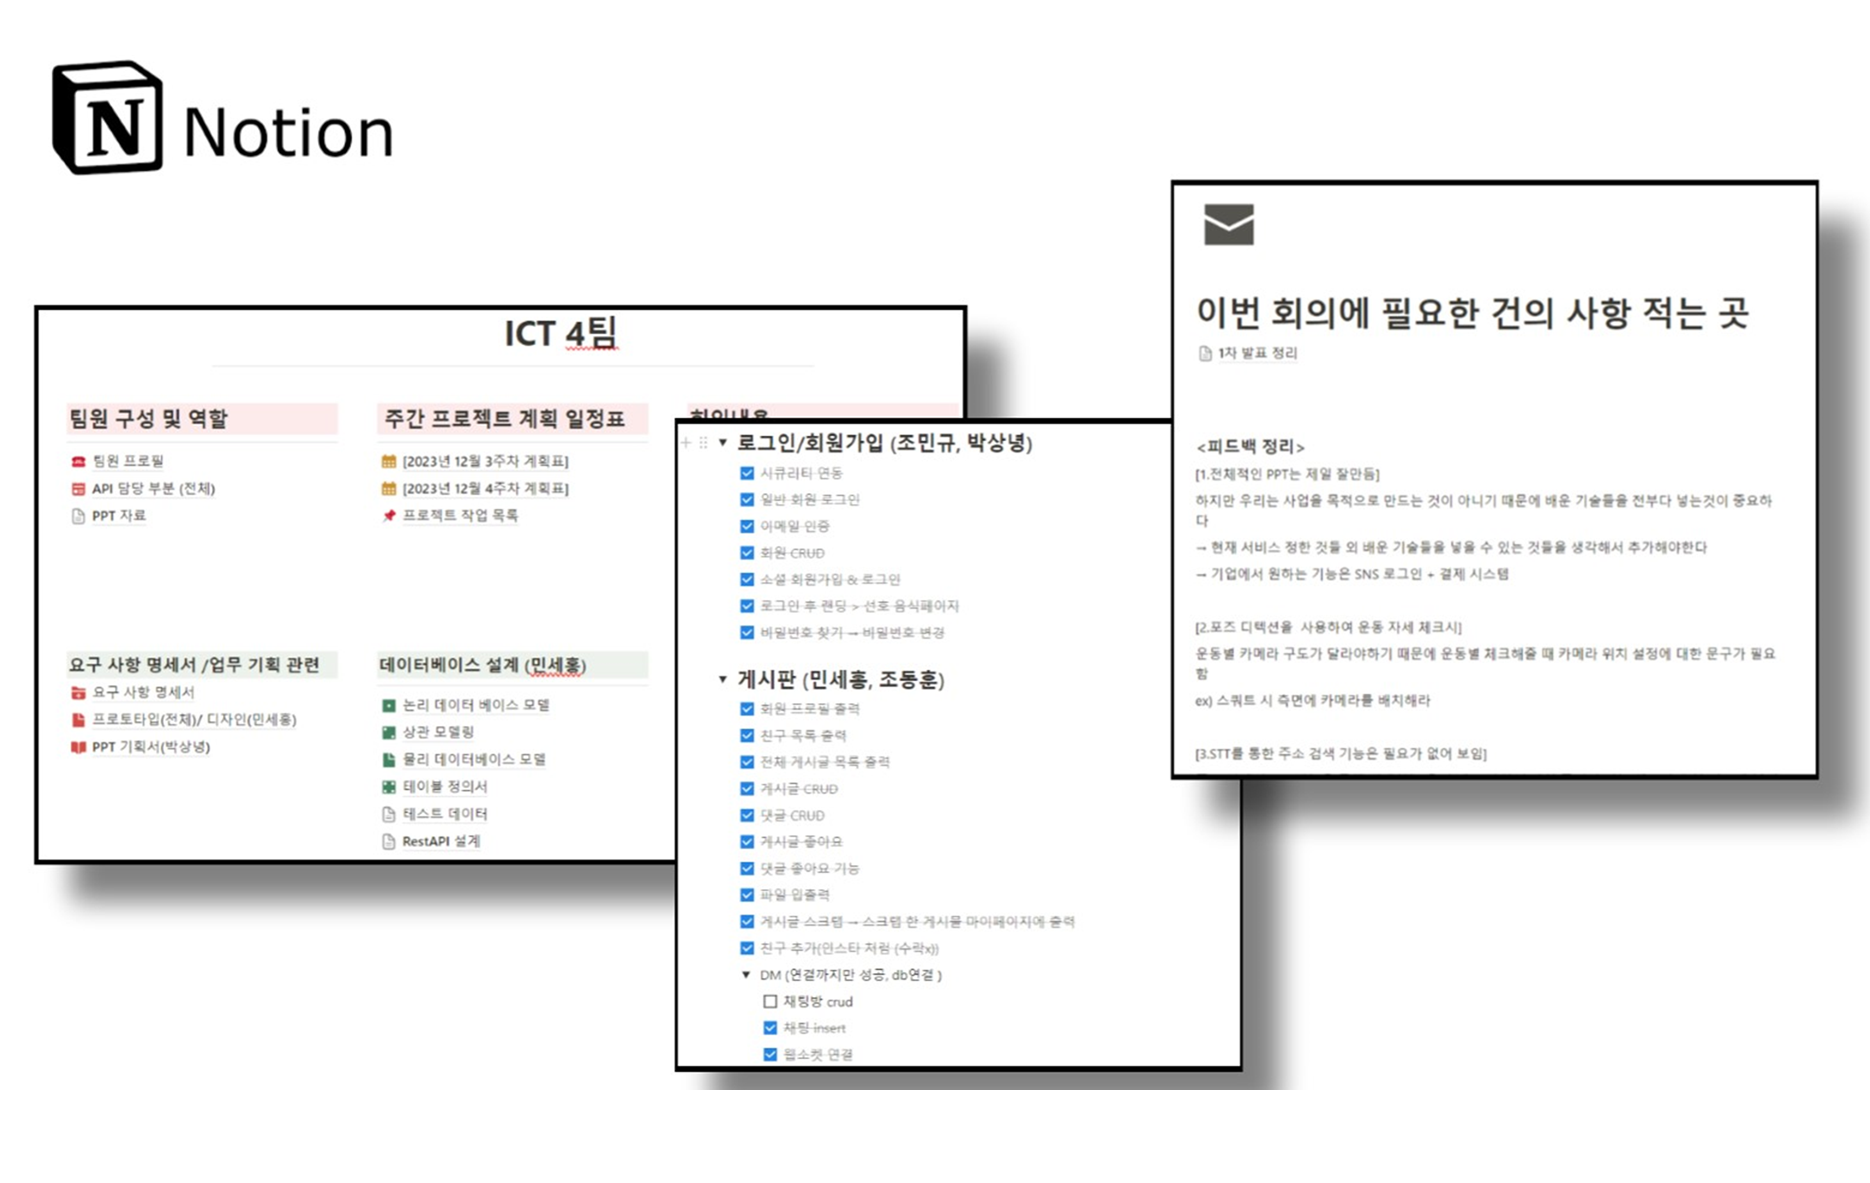 N Notion
ICT 4팀
팀원 구성 및 역할
팀원 프로필
API 담당 부분 (전체)
PPT 자료
주간 프로젝트 계획 일정표
[2023년 12월 3주차 계획표]
[2023년 12월 4주차 계획표]
프로젝트 작업 목록
요구 사항 명세서 /업무 기획 관련
요구 사항 명세서
프로토타입(전체)/ 디자인(민세홍)
PPT 기획서(박상녕)
데이터베이스 설계 (민세홍)
논리 데이터 베이스 모델
상관 모델링
물리 데이터베이스 모델
테이블 정의서
테스트 데이터
RestAPI 설계
로그인/회원가입 (조민규, 박상녕)
시큐리티 연동
일반 회원 로그인
이메일 인증
회원 CRUD
소셜 회원가입 & 로그인
로그인 후 랜딩 > 선호 음식페이지
비밀번호 찾기 → 비밀번호 변경
게시판 (민세홍, 조동훈)
회원 프로필 출력
친구 목록 출력
전체 게시글 목록 출력
게시글 CRUD
댓글 CRUD
게시글 좋아요
댓글 좋아요 기능
파일 입출력
게시글 스크랩 → 스크랩 한 게시물 마이페이지에 출력
친구 추가(인스타 처럼 (수락x))
DM (연결까지만 성공, db연결 )
채팅방 crud
채팅 insert
웹소켓 연결
이번 회의에 필요한 건의 사항 적는 곳
1차 발표 정리
<피드백 정리>
[1.전체적인 PPT는 제일 잘만듬]
하지만 우리는 사업을 목적으로 만드는 것이 아니기 때문에 배운 기술들을 전부다 넣는것이 중요하
다
→ 현재 서비스 정한 것들 외 배운 기술들을 넣을 수 있는 것들을 생각해서 추가해야한다
→ 기업에서 원하는 기능은 SNS 로그인 + 결제 시스템
[2.포즈 디텍션을 사용하여 운동 자세 체크시]
운동별 카메라 구도가 달라야하기 때문에 운동별 체크해줄 때 카메라 위치 설정에 대한 문구가 필요
함
ex) 스쿼트 시 측면에 카메라를 배치해라
[3.STT를 통한 주소 검색 기능은 필요가 없어 보임]